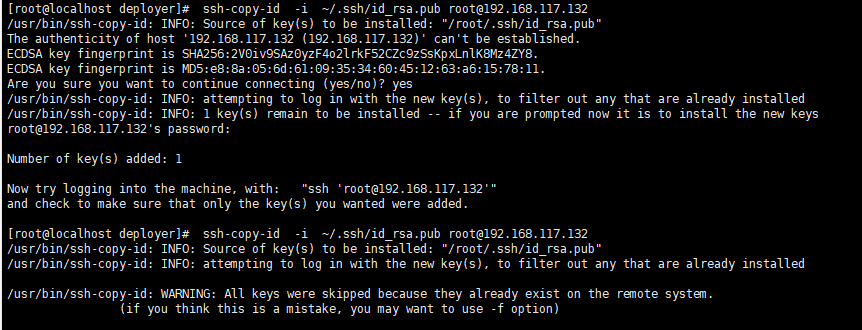 [root@localhost deployer]#  ssh-copy-id  -i  ~/.ssh/id_rsa.pub root@192.168.117.132
/usr/bin/ssh-copy-id: INFO: Source of key(s) to be installed: "/root/.ssh/id_rsa.pub"
The authenticity of host '192.168.117.132 (192.168.117.132)' can't be established.
ECDSA key fingerprint is SHA256:2V0iv9SAz0yzF4o2lrkF52CZc9zSsKpxLnlK8Mz4ZY8.
ECDSA key fingerprint is MD5:e8:8a:05:6d:61:09:35:34:60:45:12:63:a6:15:78:11.
Are you sure you want to continue connecting (yes/no)? yes
/usr/bin/ssh-copy-id: INFO: attempting to log in with the new key(s), to filter out any that are already installed
/usr/bin/ssh-copy-id: INFO: 1 key(s) remain to be installed -- if you are prompted now it is to install the new keys
root@192.168.117.132's password:
Number of key(s) added: 1
Now try logging into the machine, with:   "ssh 'root@192.168.117.132'"
and check to make sure that only the key(s) you wanted were added.
[root@localhost deployer]#  ssh-copy-id  -i  ~/.ssh/id_rsa.pub root@192.168.117.132
/usr/bin/ssh-copy-id: INFO: Source of key(s) to be installed: "/root/.ssh/id_rsa.pub"
/usr/bin/ssh-copy-id: INFO: attempting to log in with the new key(s), to filter out any that are already installed
/usr/bin/ssh-copy-id: WARNING: All keys were skipped because they already exist on the remote system.
(if you think this is a mistake, you may want to use -f option)